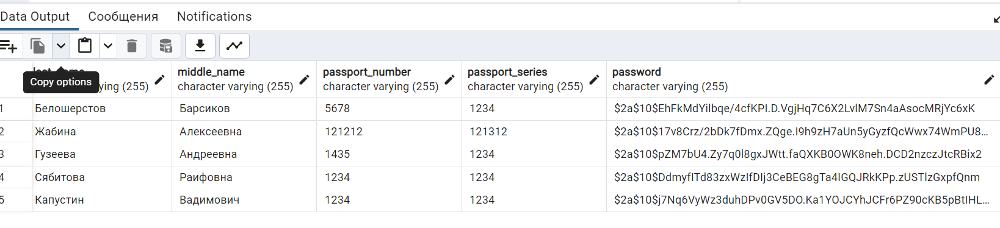 Data Output Сообщения Notifications
Copy options
middle_name passport_number passport_series password
ying (255) character varying (255) character varying (255) character varying (255) character varying (255)
1 Белошерстов Барсиков 5678 1234 $2a$10$EhFkMdYilbqe/4cfKPI.D.VgjHq7C6X2LvlM7Sn4aAsocMRjYc6xK
2 Жабина Алексеевна 121212 121312 $2a$10$17v8Crz/2bDk7fDmx.ZQge.I9h9zH7aUn5yGyzfQcWwx74WmPU8...
3 Гузеева Андреевна 1435 1234 $2a$10$pZM7bU4.Zy7q0l8gxJWtt.faQXKB0OWK8neh.DCD2nzczJtcRBix2
4 Сябитова Раифовна 1234 1234 $2a$10$DdmyfITd83zxWzIfDIj3CeBEG8gTa4IGQJRkKPp.zUSTlzGxpfQnm
5 Капустин Вадимович 1234 1234 $2a$10$j7Nq6VyWz3duhDPv0GV5DO.Ka1YOJCYhJCFr6PZ90cKB5pBtIHL...